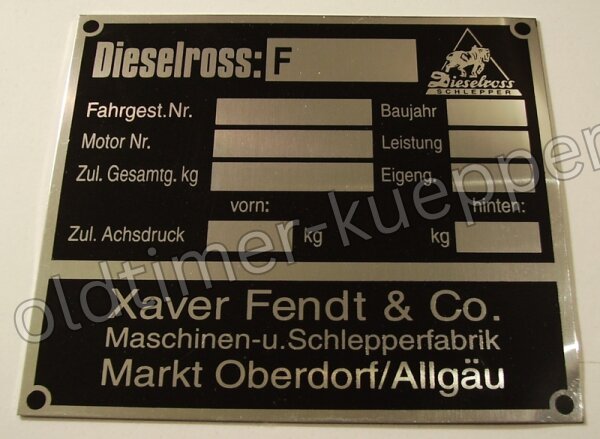 Dieselross: F
Dieselross
SCHLEPPER
Fahrgest.Nr. Baujahr
Motor Nr. Leistung
Zul. Gesamtg. kg Eigeng.
vorn: hinten:
Zul. Achsdruck kg kg
Xaver Fendt & Co.
Maschinen-u.Schlepperfabrik
Markt Oberdorf/Allgäu
oldtimer-kuepper